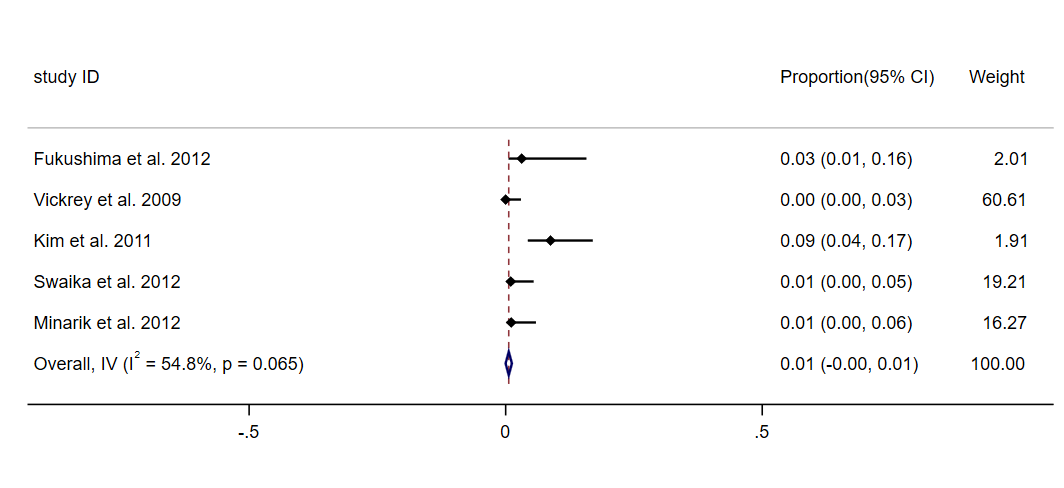 study ID Proportion(95% CI) Weight
Fukushima et al. 2012 0.03 (0.01, 0.16) 2.01
Vickrey et al. 2009 0.00 (0.00, 0.03) 60.61
Kim et al. 2011 0.09 (0.04, 0.17) 1.91
Swaika et al. 2012 0.01 (0.00, 0.05) 19.21
Minarik et al. 2012 0.01 (0.00, 0.06) 16.27
Overall, IV (I² = 54.8%, p = 0.065) 0.01 (-0.00, 0.01) 100.00
-.5 0 .5